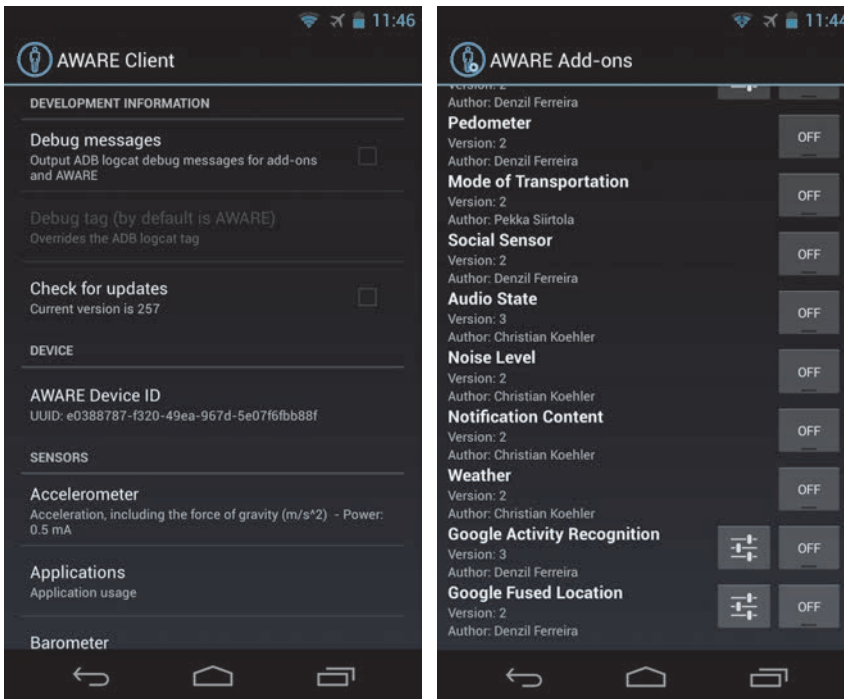 11:46
AWARE Client
DEVELOPMENT INFORMATION
Debug messages
Output ADB logcat debug messages for add-ons
and AWARE
Debug tag (by default is AWARE)
Overrides the ADB logcat tag
Check for updates
Current version is 257
DEVICE
AWARE Device ID
UUID: e0388787-f320-49ea-967d-5e07f6fbb88f
SENSORS
Accelerometer
Acceleration, including the force of gravity (m/s^2) - Power:
0.5 mA
Applications
Application usage
Barometer
11:44
AWARE Add-ons
Version: 2
Author: Denzil Ferreira
Pedometer
Version: 2
Author: Denzil Ferreira
OFF
Mode of Transportation
Version: 2
Author: Pekka Siirtola
OFF
Social Sensor
Version: 2
Author: Denzil Ferreira
OFF
Audio State
Version: 3
Author: Christian Koehler
OFF
Noise Level
Version: 2
Author: Christian Koehler
OFF
Notification Content
Version: 2
Author: Christian Koehler
OFF
Weather
Version: 2
Author: Christian Koehler
OFF
Google Activity Recognition
Version: 3
Author: Denzil Ferreira
OFF
Google Fused Location
Version: 2
Author: Denzil Ferreira
OFF